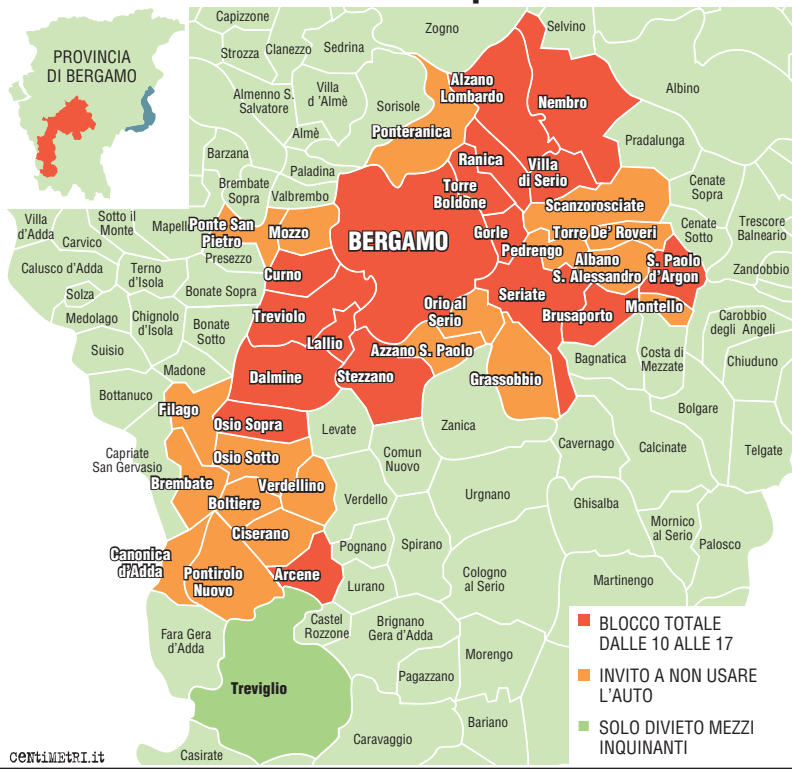 PROVINCIA
DI BERGAMO
Capizzone
Strozza
Clanezzo
Sedrina
Zogno
Selvino
Almenno S.
Salvatore
Villa
d'Almè
Sorisole
Alzano
Lombardo
Nembro
Albino
Almè
Ponteranica
Pradalunga
Barzana
Paladina
Ranica
Villa
di Serio
Brembate
Sopra
Valbrembo
Torre
Boldone
Scanzorosciate
Cenate
Sopra
Villa
d'Adda
Sotto il
Monte
Carvico
Mapell
Ponte San
Pietro
Mozzo
BERGAMO
Gorle
Pedrengo
Torre De' Roveri
Cenate
Sotto
Trescore
Balneario
Presezzo
Calusco d'Adda
Terno
d'Isola
Curno
Albano
S. Alessandro
S. Paolo
d'Argon
Zandobbio
Solza
Bonate Sopra
Medolago
Chignolo
d'Isola
Bonate
Sotto
Treviolo
Orio al
Serio
Seriate
Brusaporto
Montello
Carobbio
degli Angeli
Suisio
Lallio
Azzano S. Paolo
Bagnatica
Costa di
Mezzate
Chiuduno
Madone
Dalmine
Stezzano
Grassobbio
Bottanuco
Filago
Bolgare
Osio Sopra
Levate
Zanica
Cavernago
Calcinate
Telgate
Capriate
San Gervasio
Osio Sotto
Comun
Nuovo
Brembate
Verdellino
Boltiere
Verdello
Urgnano
Ghisalba
Ciserano
Mornico
al Serio
Palosco
Canonica
d'Adda
Pontirolo
Nuovo
Arcene
Pognano
Spirano
Lurano
Cologno
al Serio
Martinengo
Fara Gera
d'Adda
Castel
Rozzone
Brignano
Gera d'Adda
Morengo
Treviglio
Pagazzano
Bariano
Casirate
Caravaggio
BLOCCO TOTALE
DALLE 10 ALLE 17
INVITO A NON USARE
L'AUTO
SOLO DIVIETO MEZZI
INQUINANTI
CENTIMETRI.it